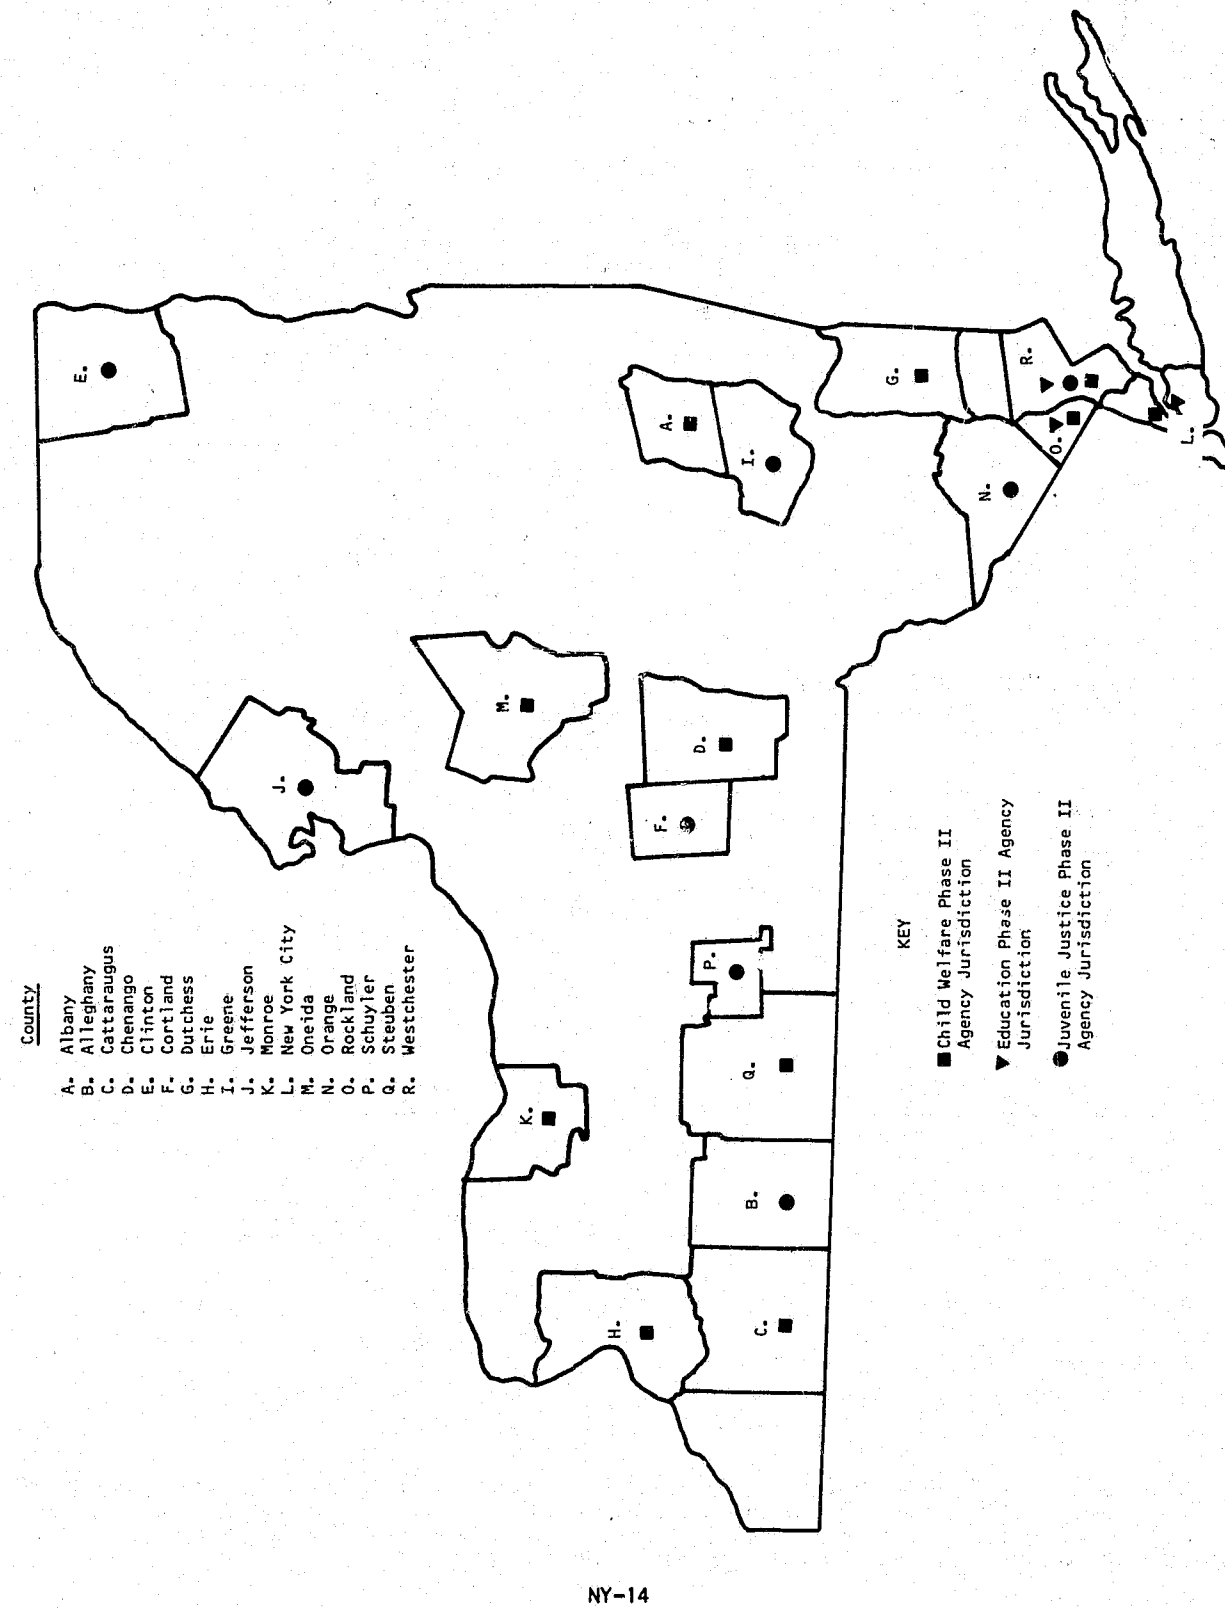 County
A. Albany
B. Alleghany
C. Cattaraugus
D. Chenango
E. Clinton
F. Cortland
G. Dutchess
H. Erie
I. Greene
J. Jefferson
K. Monroe
L. New York City
M. Oneida
N. Orange
O. Rockland
P. Schuyler
Q. Steuben
R. Westchester
E.
J.
M.
A.
I.
K.
F.
D.
G.
H.
P.
Q.
B.
C.
N.
O.
R.
L.
KEY
Child Welfare Phase II
Agency Jurisdiction
Education Phase II Agency
Jurisdiction
Juvenile Justice Phase II
Agency Jurisdiction
NY-14